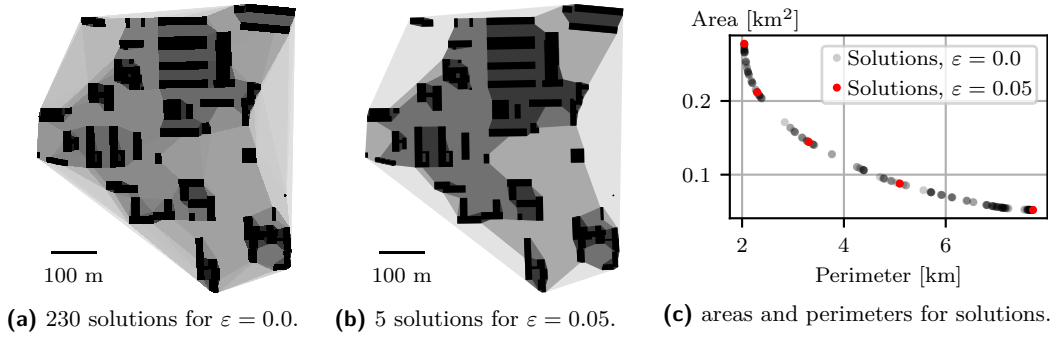 100 m
(a) 230 solutions for ε = 0.0.
100 m
(b) 5 solutions for ε = 0.05.
Area [km²]
Solutions, ε = 0.0
Solutions, ε = 0.05
0.2
0.1
2 4 6
Perimeter [km]
(c) areas and perimeters for solutions.